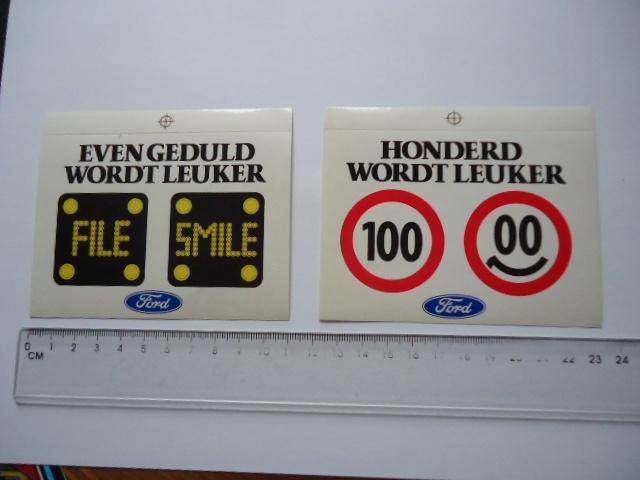 EVEN GEDULD
WORDT LEUKER
FILE SMILE
Ford
HONDERD
WORDT LEUKER
100 00
Ford
0 1 2 3 4 5 6 7 8 9 10 11 12 13 14 15 16 17 18 19 20 21 22 23 24
CM